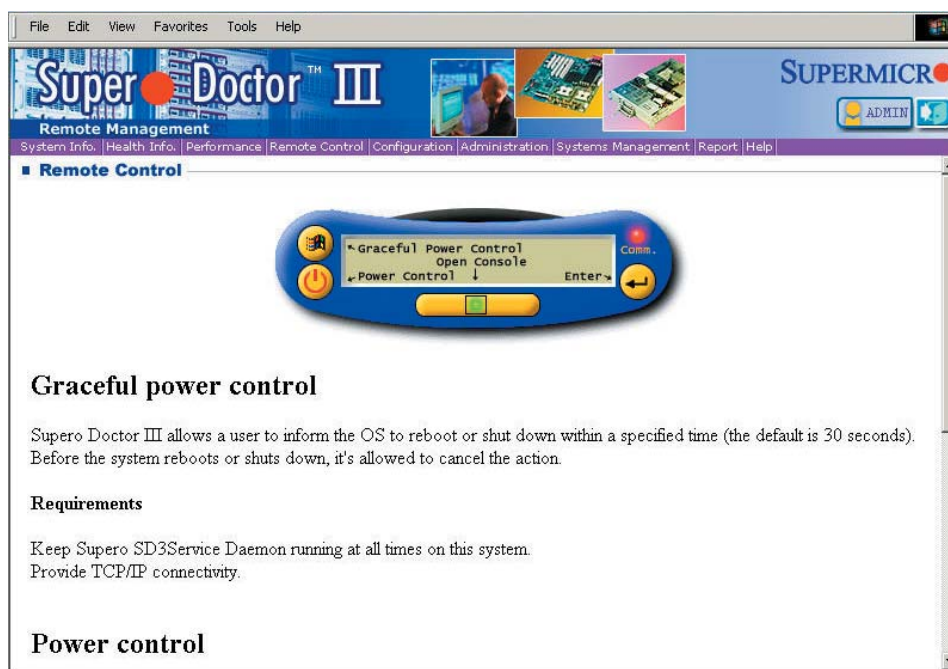 File Edit View Favorites Tools Help
Super Doctor™ III
SUPERMICR
Remote Management
ADMIN
System Info. Health Info. Performance Remote Control Configuration Administration Systems Management Report Help
Remote Control
Graceful Power Control
Open Console
Power Control Enter
Comm.
Graceful power control
Supero Doctor III allows a user to inform the OS to reboot or shut down within a specified time (the default is 30 seconds).
Before the system reboots or shuts down, it's allowed to cancel the action.
Requirements
Keep Supero SD3Service Daemon running at all times on this system.
Provide TCP/IP connectivity.
Power control